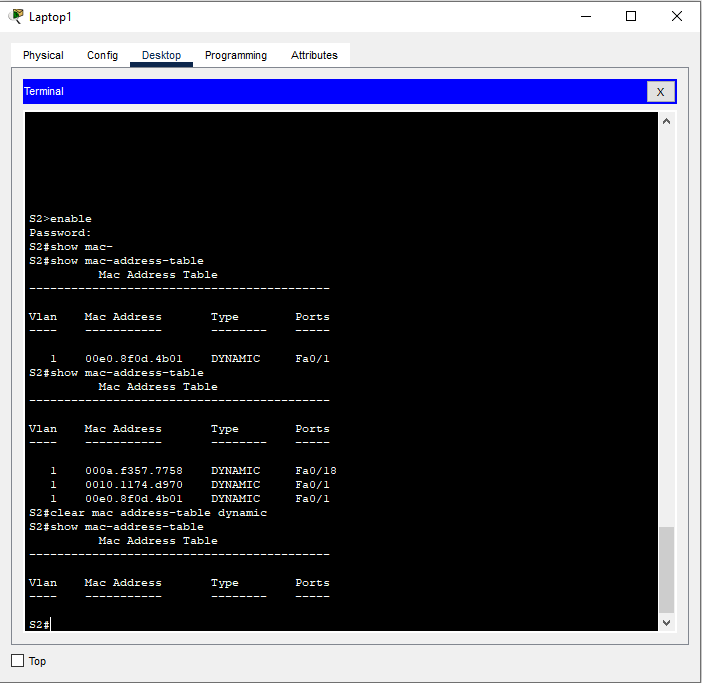 Laptop1
Physical Config Desktop Programming Attributes
Terminal X
S2>enable
Password:
S2#show mac-
S2#show mac-address-table
Mac Address Table
-------------------------------------------
Vlan Mac Address Type Ports
---- ----------- -------- -----
1 00e0.8f0d.4b01 DYNAMIC Fa0/1
S2#show mac-address-table
Mac Address Table
-------------------------------------------
Vlan Mac Address Type Ports
---- ----------- -------- -----
1 000a.f357.7758 DYNAMIC Fa0/18
1 0010.1174.d970 DYNAMIC Fa0/1
1 00e0.8f0d.4b01 DYNAMIC Fa0/1
S2#clear mac address-table dynamic
S2#show mac-address-table
Mac Address Table
-------------------------------------------
Vlan Mac Address Type Ports
---- ----------- -------- -----
S2#
Top